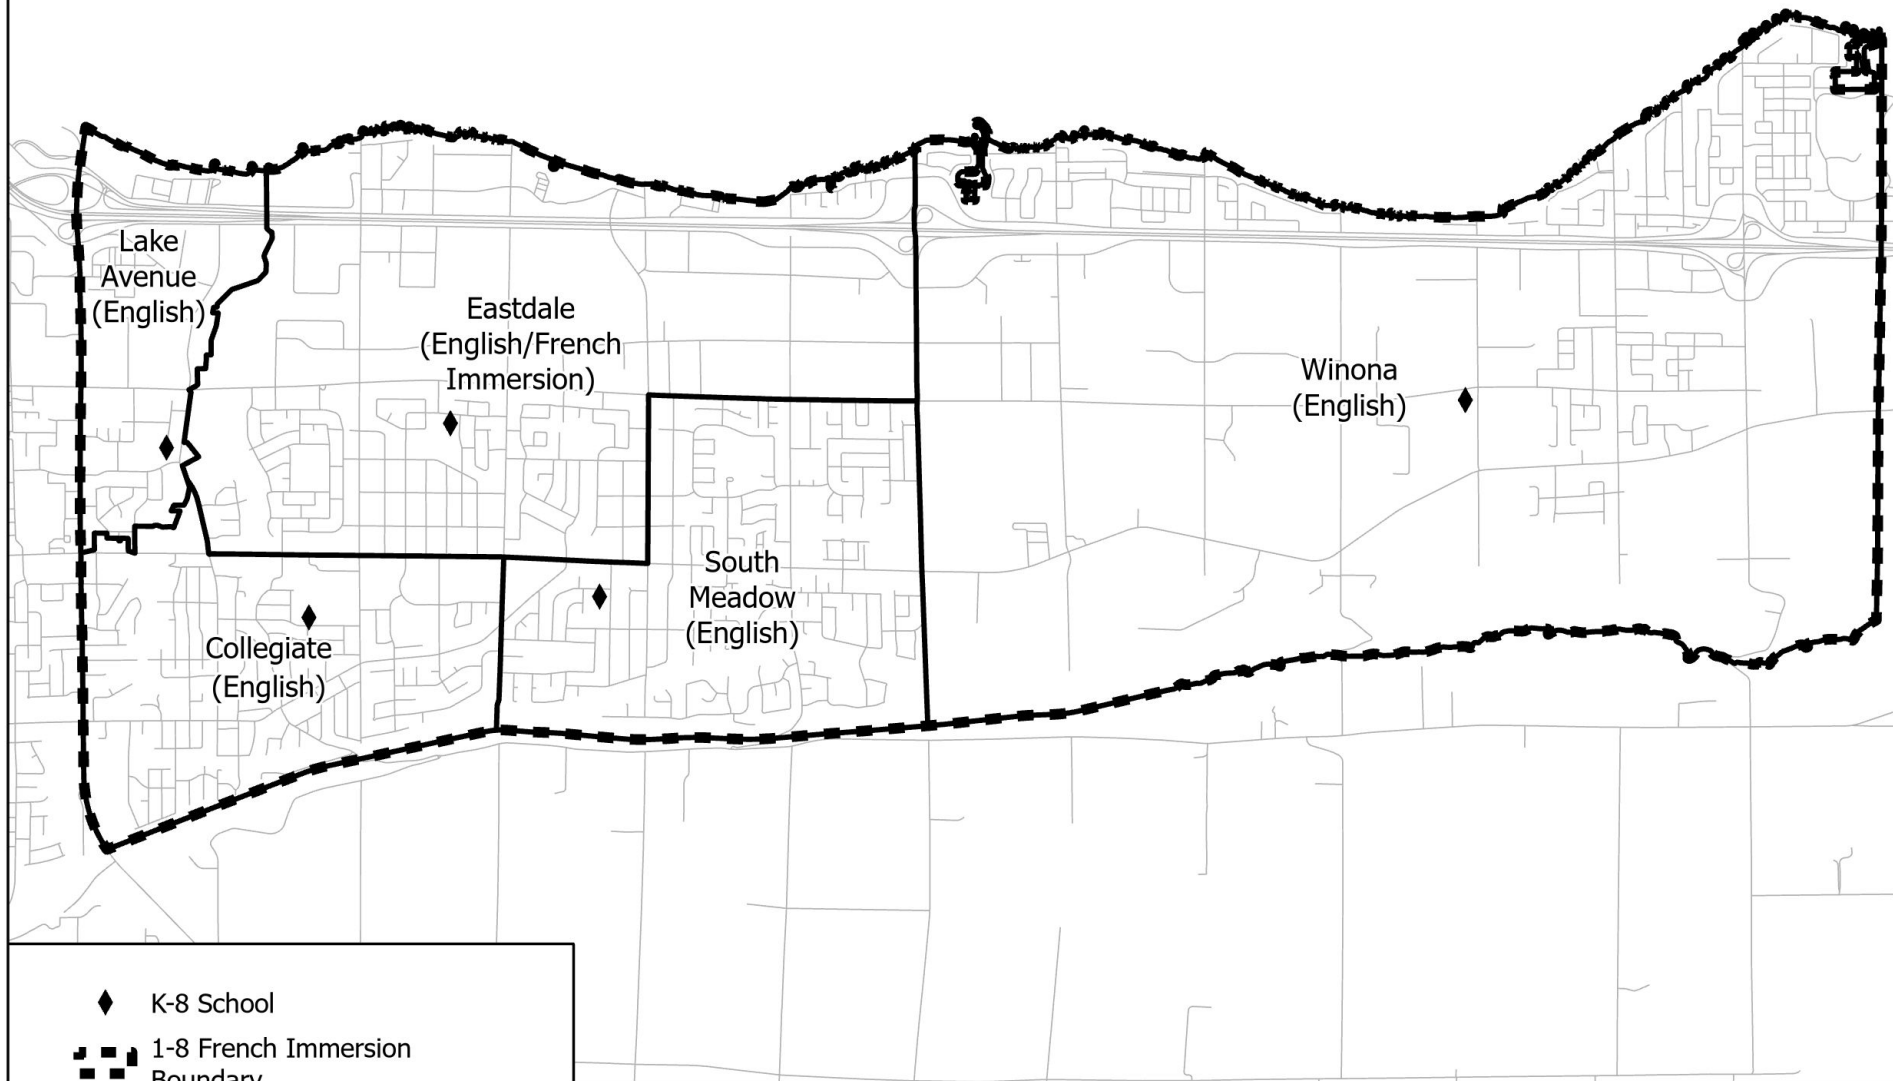 Lake
Avenue
(English)
Eastdale
(English/French
Immersion)
Winona
(English)
South
Meadow
(English)
Collegiate
(English)
K-8 School
1-8 French Immersion
Boundary